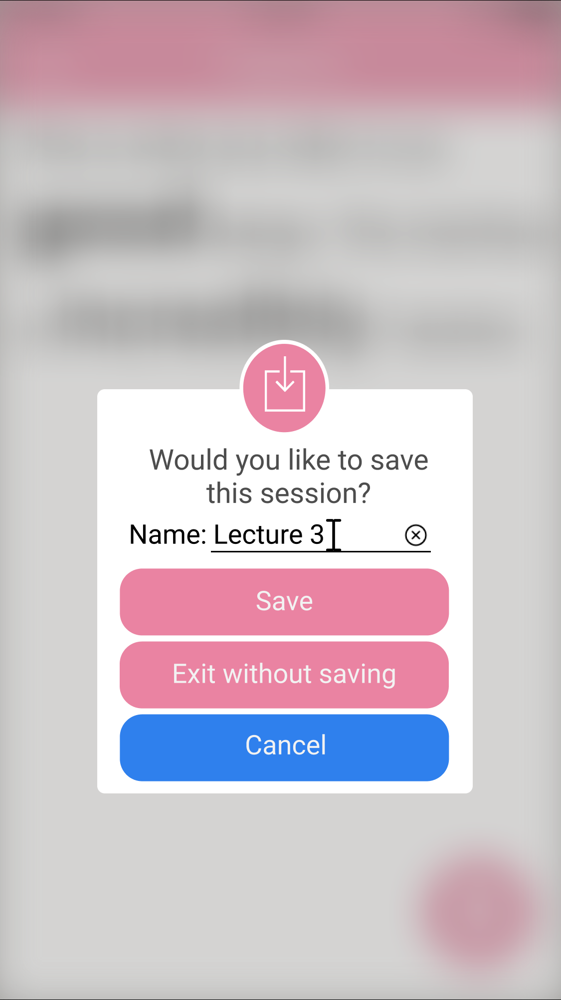 Would you like to save
this session?
Name: Lecture 3
Save
Exit without saving
Cancel